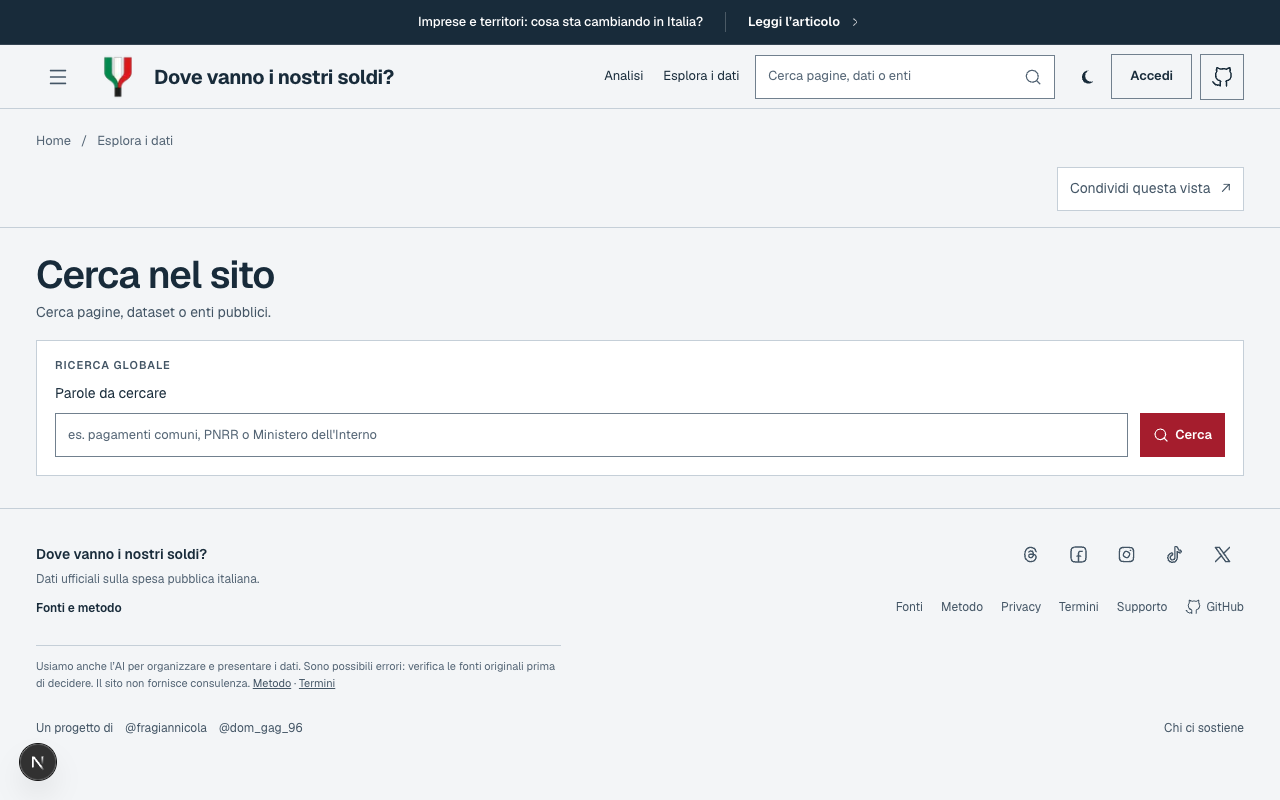 Imprese e territori: cosa sta cambiando in Italia?
Leggi l'articolo
Dove vanno i nostri soldi?
Analisi
Esplora i dati
Cerca pagine, dati o enti
Accedi
Home / Esplora i dati
Condividi questa vista
Cerca nel sito
Cerca pagine, dataset o enti pubblici.
RICERCA GLOBALE
Parole da cercare
es. pagamenti comuni, PNRR o Ministero dell'Interno
Cerca
Dove vanno i nostri soldi?
Dati ufficiali sulla spesa pubblica italiana.
Fonti e metodo
Fonti
Metodo
Privacy
Termini
Supporto
GitHub
Usiamo anche l'AI per organizzare e presentare i dati. Sono possibili errori: verifica le fonti originali prima
di decidere. Il sito non fornisce consulenza. Metodo · Termini
Un progetto di @fragiannicola @dom_gag_96
Chi ci sostiene
N